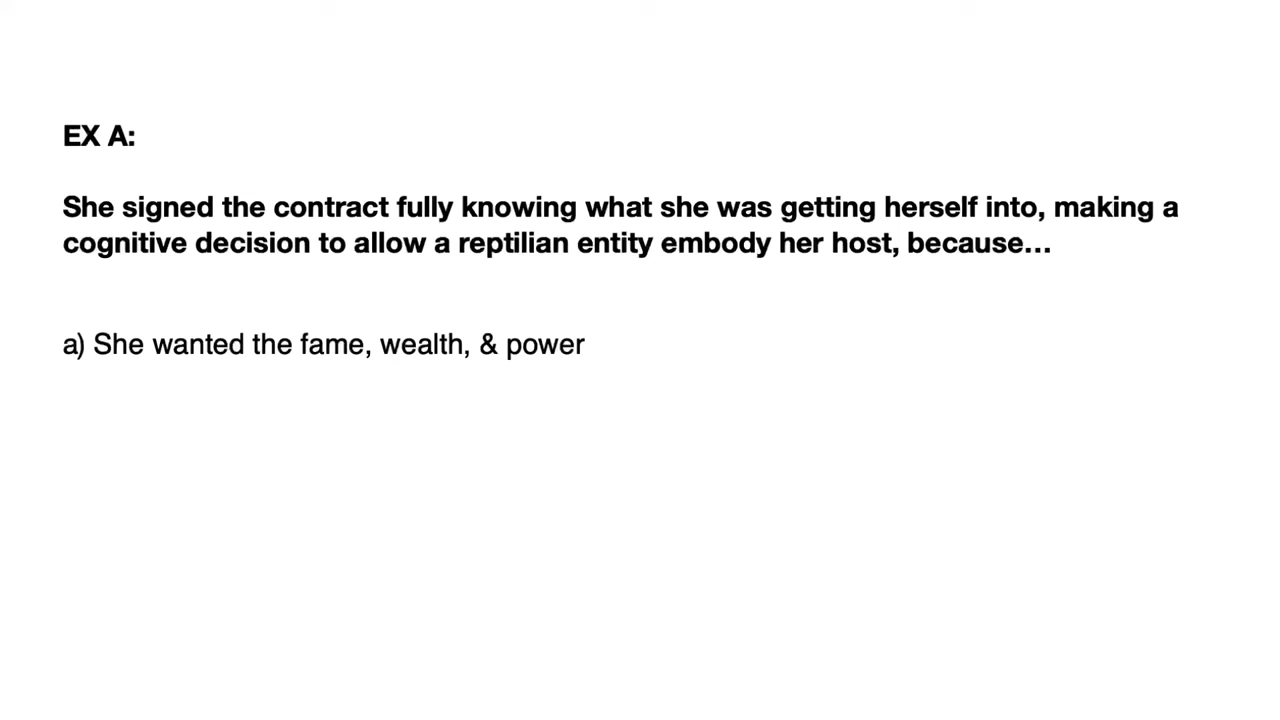 EX A:
She signed the contract fully knowing what she was getting herself into, making a
cognitive decision to allow a reptilian entity embody her host, because…
a) She wanted the fame, wealth, & power